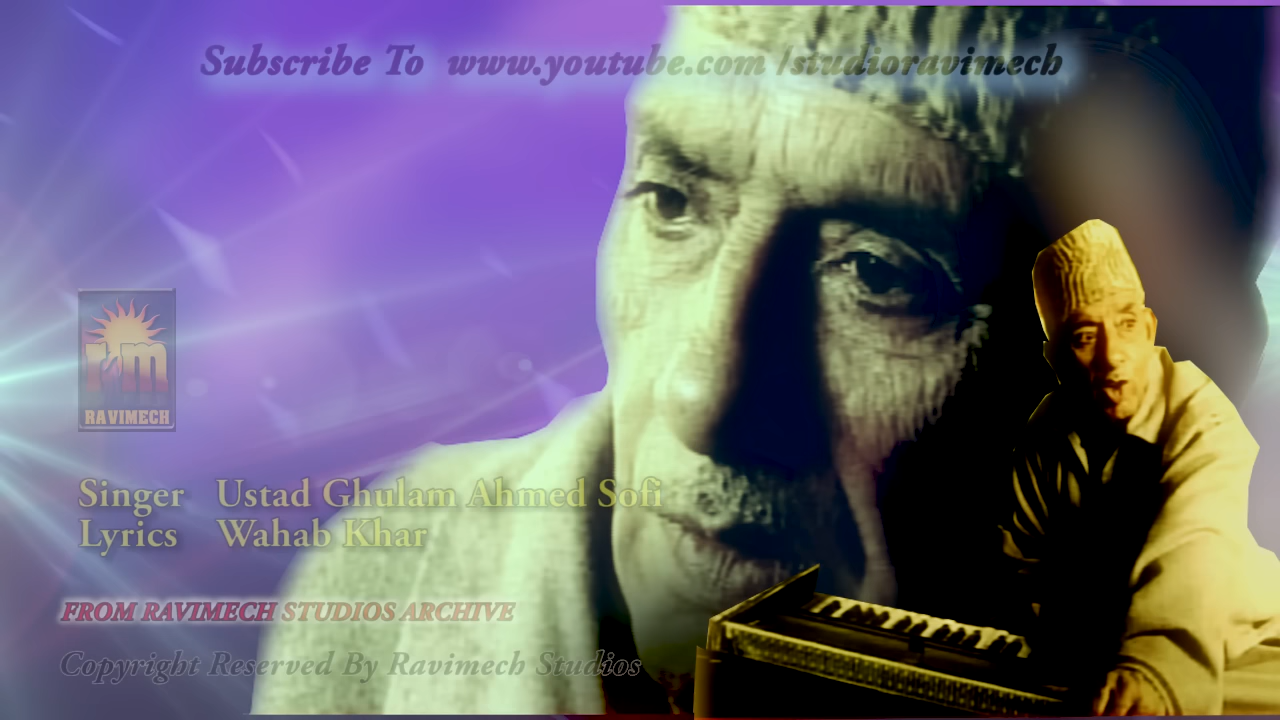 Subscribe To www.youtube.com /studioravimech
rm
RAVIMECH
Singer Ustad Ghulam Ahmed Sofi
Lyrics Wahab Khar
FROM RAVIMECH STUDIOS ARCHIVE
Copyright Reserved By Ravimech Studios